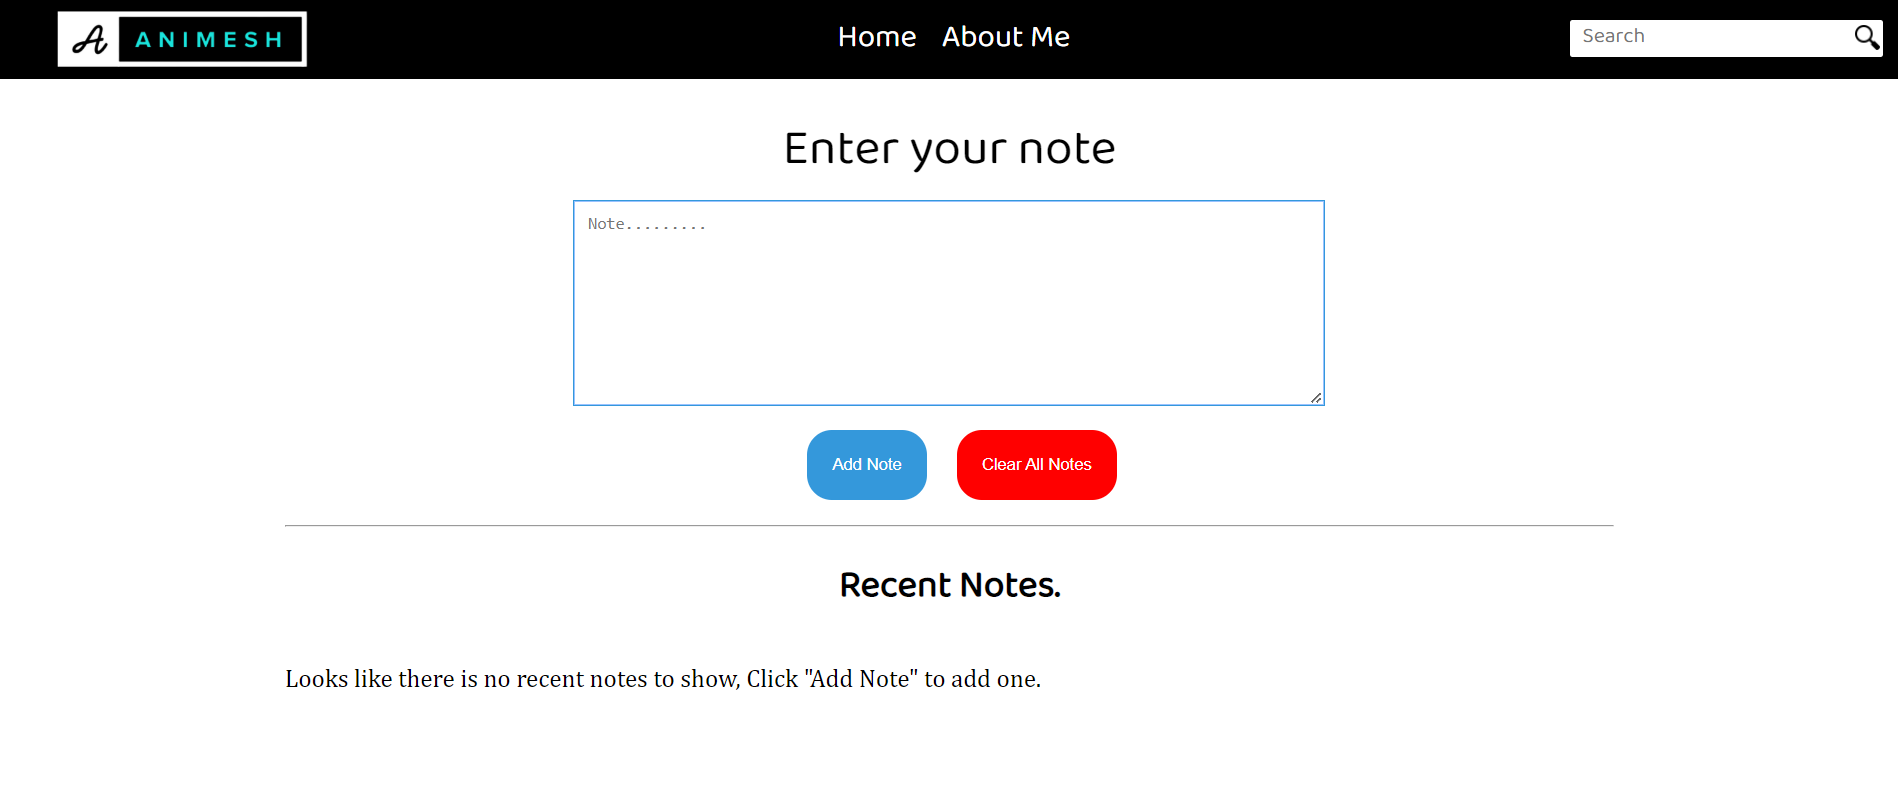 A ANIMESH
Home About Me
Search
Enter your note
Note.........
Add Note Clear All Notes
Recent Notes.
Looks like there is no recent notes to show, Click "Add Note" to add one.